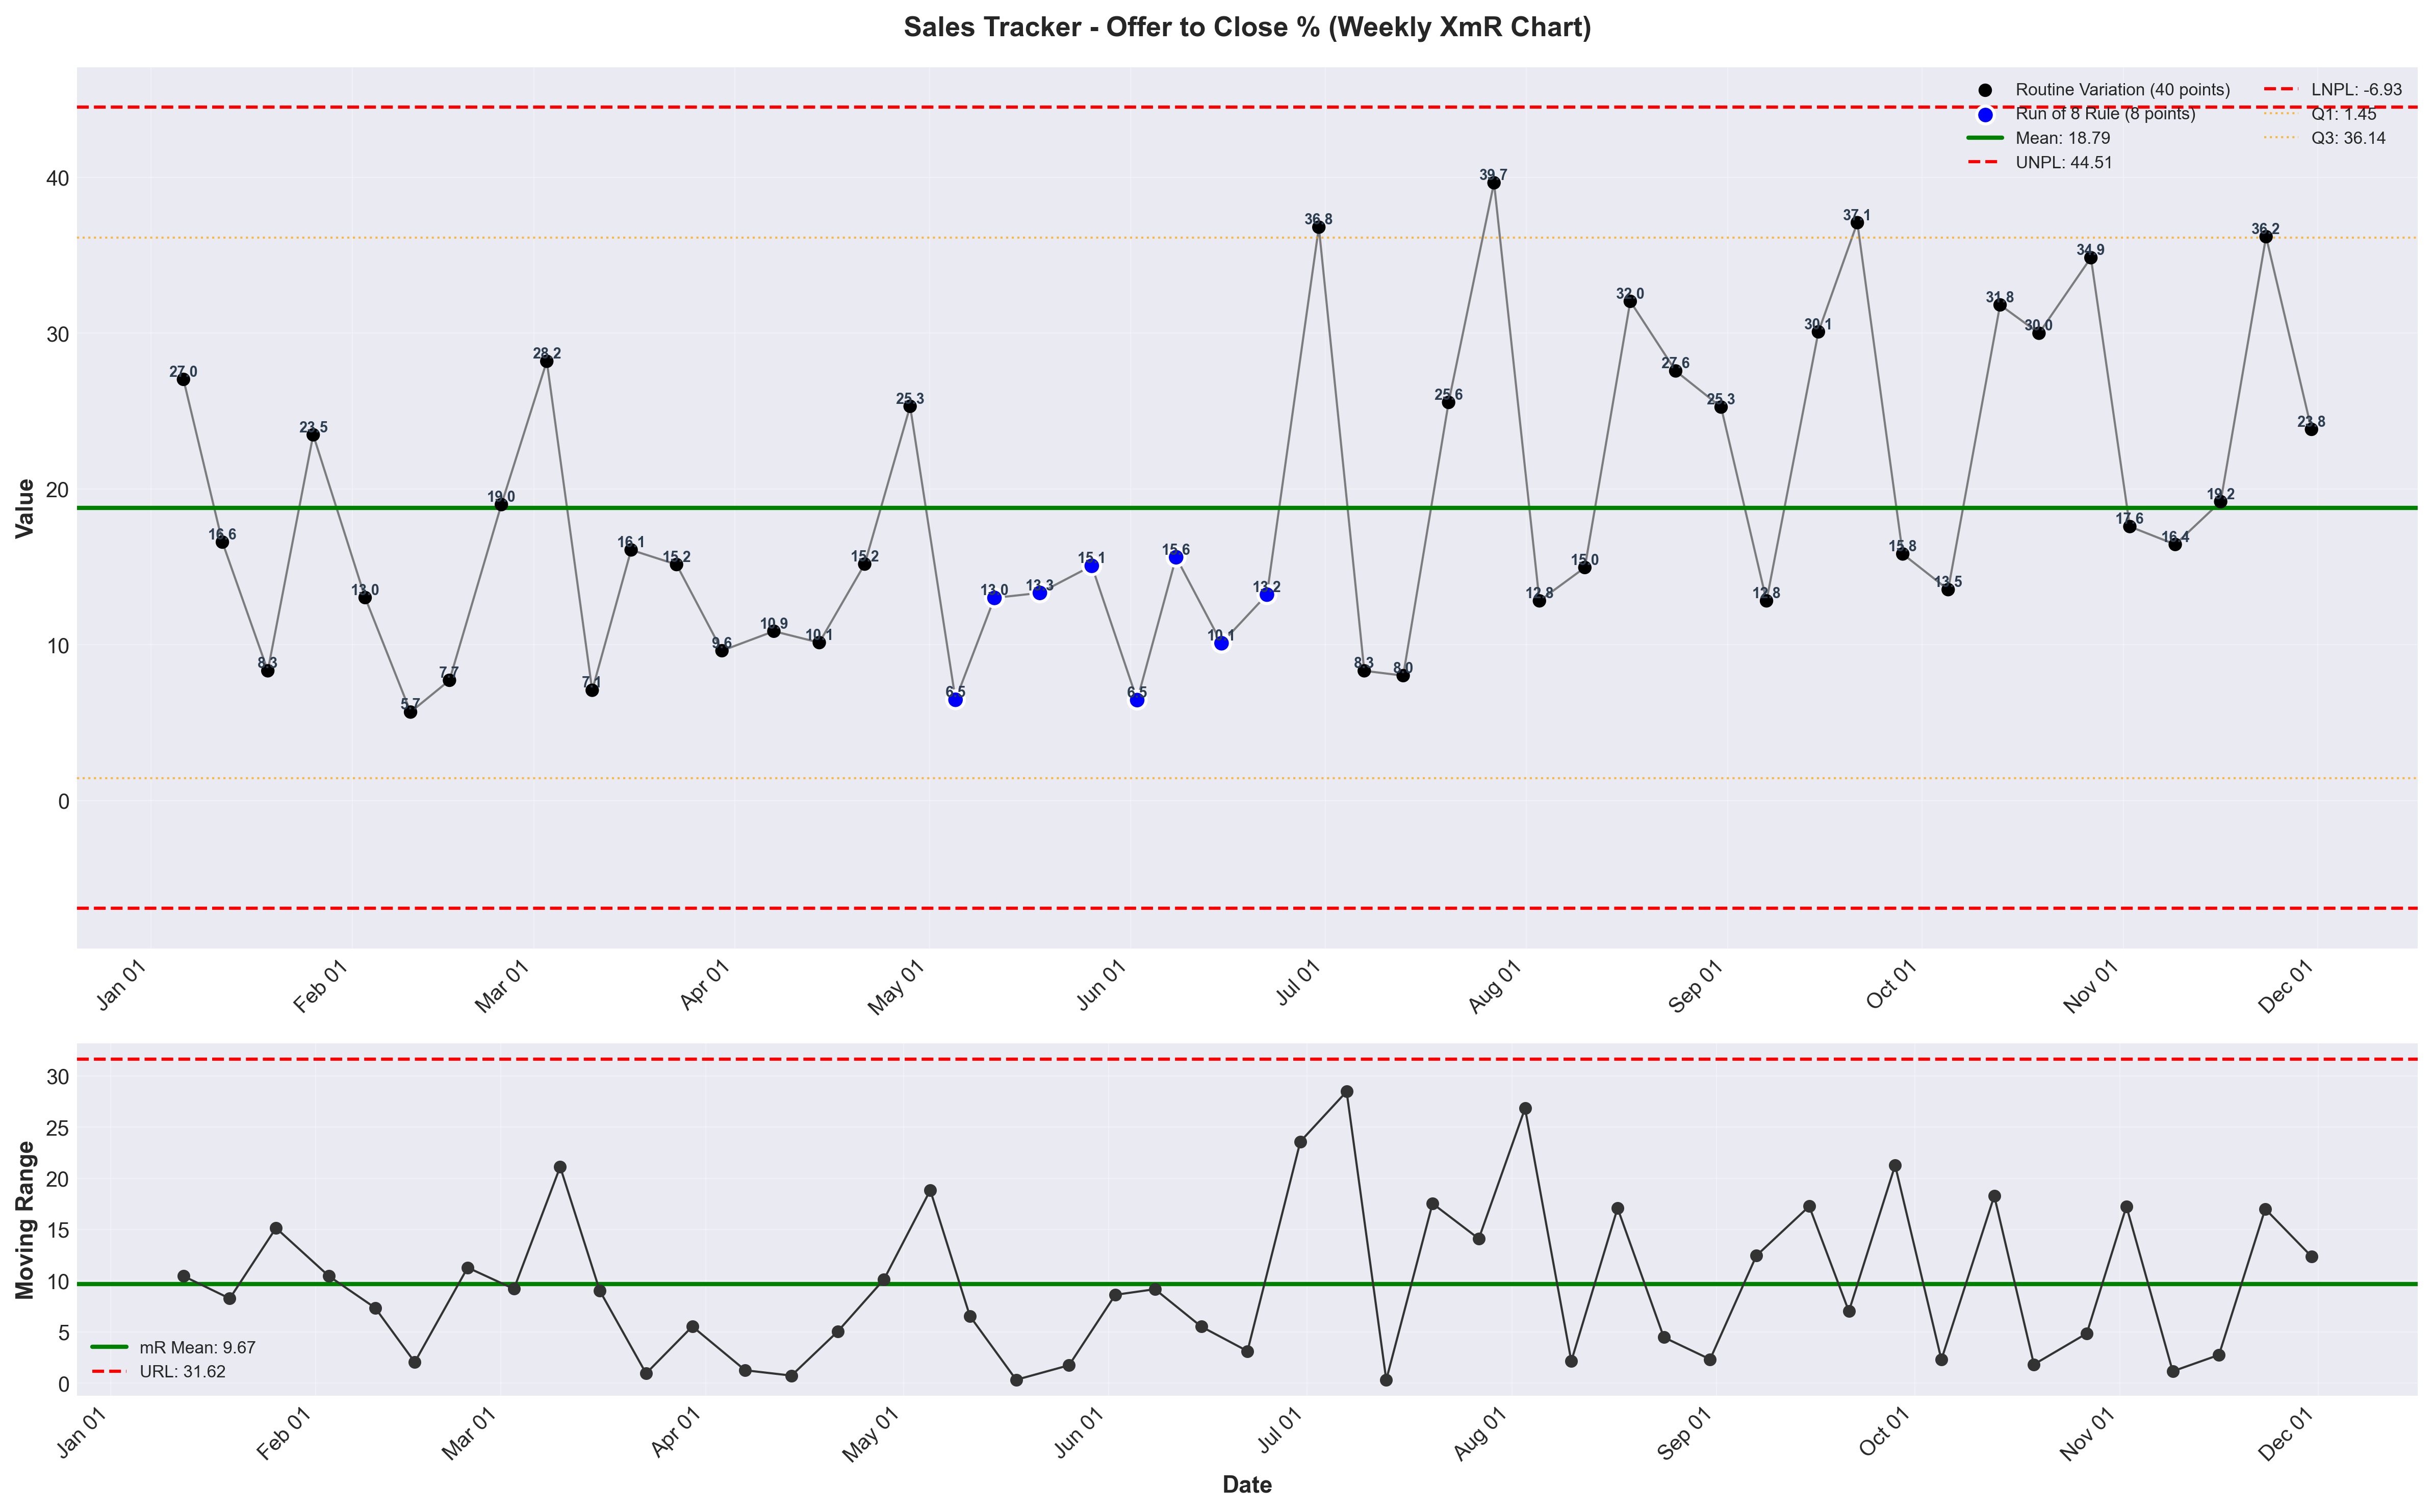 Sales Tracker - Offer to Close % (Weekly XmR Chart)
Routine Variation (40 points)
Run of 8 Rule (8 points)
Mean: 18.79
UNPL: 44.51
LNPL: -6.93
Q1: 1.45
Q3: 36.14
Value
40
30
20
10
0
27.0
16.6
8.3
23.5
13.0
5.7
7.7
19.0
28.2
7.1
16.1
15.2
9.6
10.9
10.1
15.2
25.3
6.5
13.0
13.3
15.1
6.5
15.6
10.1
13.2
36.8
8.3
8.0
25.6
39.7
12.8
15.0
32.0
27.6
25.3
12.8
30.1
37.1
15.8
13.5
31.8
30.0
34.9
17.6
16.4
19.2
36.2
23.8
Jan 01
Feb 01
Mar 01
Apr 01
May 01
Jun 01
Jul 01
Aug 01
Sep 01
Oct 01
Nov 01
Dec 01
Moving Range
30
25
20
15
10
5
0
mR Mean: 9.67
URL: 31.62
Jan 01
Feb 01
Mar 01
Apr 01
May 01
Jun 01
Jul 01
Aug 01
Sep 01
Oct 01
Nov 01
Dec 01
Date